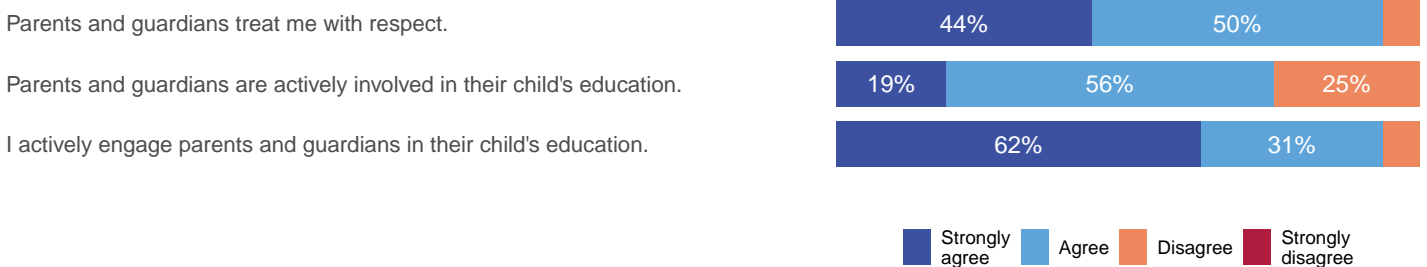 Parents and guardians treat me with respect. 44% 50%
Parents and guardians are actively involved in their child's education. 19% 56% 25%
I actively engage parents and guardians in their child's education. 62% 31%
Strongly agree Agree Disagree Strongly disagree